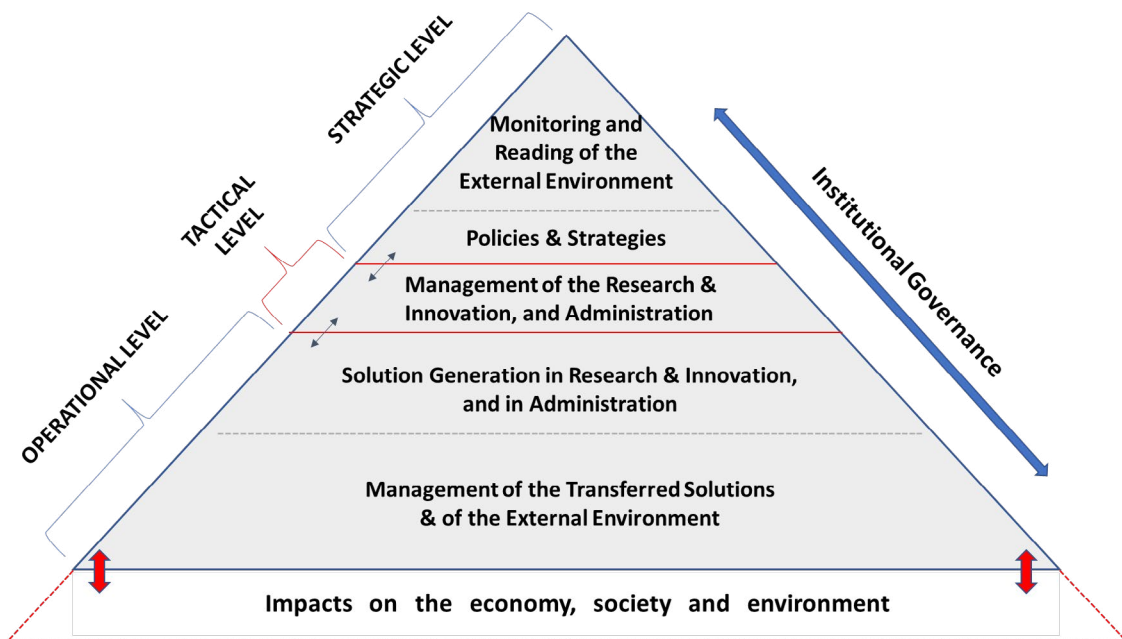 STRATEGIC LEVEL
TACTICAL
LEVEL
OPERATIONAL LEVEL
Monitoring and
Reading of the
External Environment
Policies & Strategies
Management of the Research &
Innovation, and Administration
Solution Generation in Research & Innovation,
and in Administration
Management of the Transferred Solutions
& of the External Environment
Institutional Governance
Impacts on the economy, society and environment